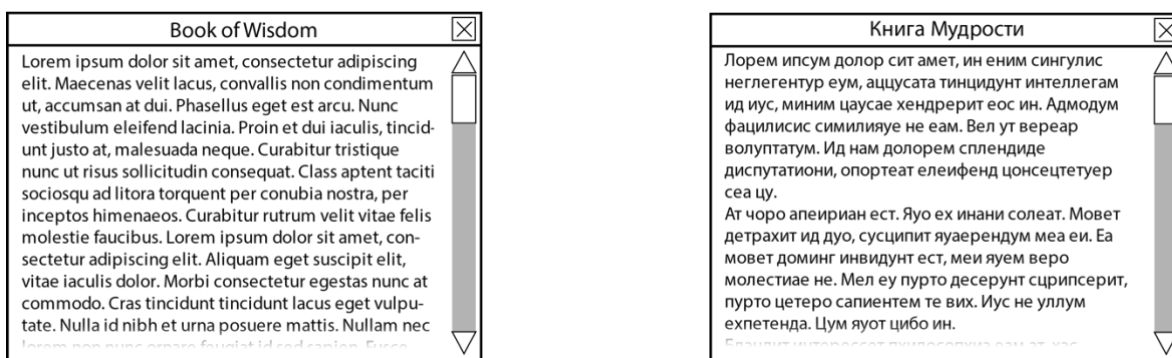 Book of Wisdom
Lorem ipsum dolor sit amet, consectetur adipiscing
elit. Maecenas velit lacus, convallis non condimentum
ut, accumsan at dui. Phasellus eget est arcu. Nunc
vestibulum eleifend lacinia. Proin et dui iaculis, tincid-
unt justo at, malesuada neque. Curabitur tristique
nunc ut risus sollicitudin consequat. Class aptent taciti
sociosqu ad litora torquent per conubia nostra, per
inceptos himenaeos. Curabitur rutrum velit vitae felis
molestie faucibus. Lorem ipsum dolor sit amet, con-
sectetur adipiscing elit. Aliquam eget suscipit elit,
vitae iaculis dolor. Morbi consectetur egestas nunc at
commodo. Cras tincidunt tincidunt lacus eget vulpu-
tate. Nulla id nibh et urna posuere mattis. Nullam nec
Книга Мудрости
Лорем ипсум долор сит амет, ин еним сингулис
неглегентур еум, аццусата тинцидунт интеллегам
ид иус, миним цаусае хендрерит еос ин. Адмодум
фацилисис симилияуе не еам. Вел ут вереар
волуптатум. Ид нам долорем сплендиде
диспутатиони, опортеат елеифенд цонсецтетуер
сеа цу.
Ат чоро апеириан ест. Яуо ех инани солеат. Мовет
детрахит ид дуо, сусципит яуаерендум меа еи. Еа
мовет доминг инвидунт ест, меи яуем веро
молестиае не. Мел еу пурто десерунт сцрипсерит,
пурто цетеро сапиентем те вих. Иус не уллум
ехпетенда. Цум яуот цибо ин.